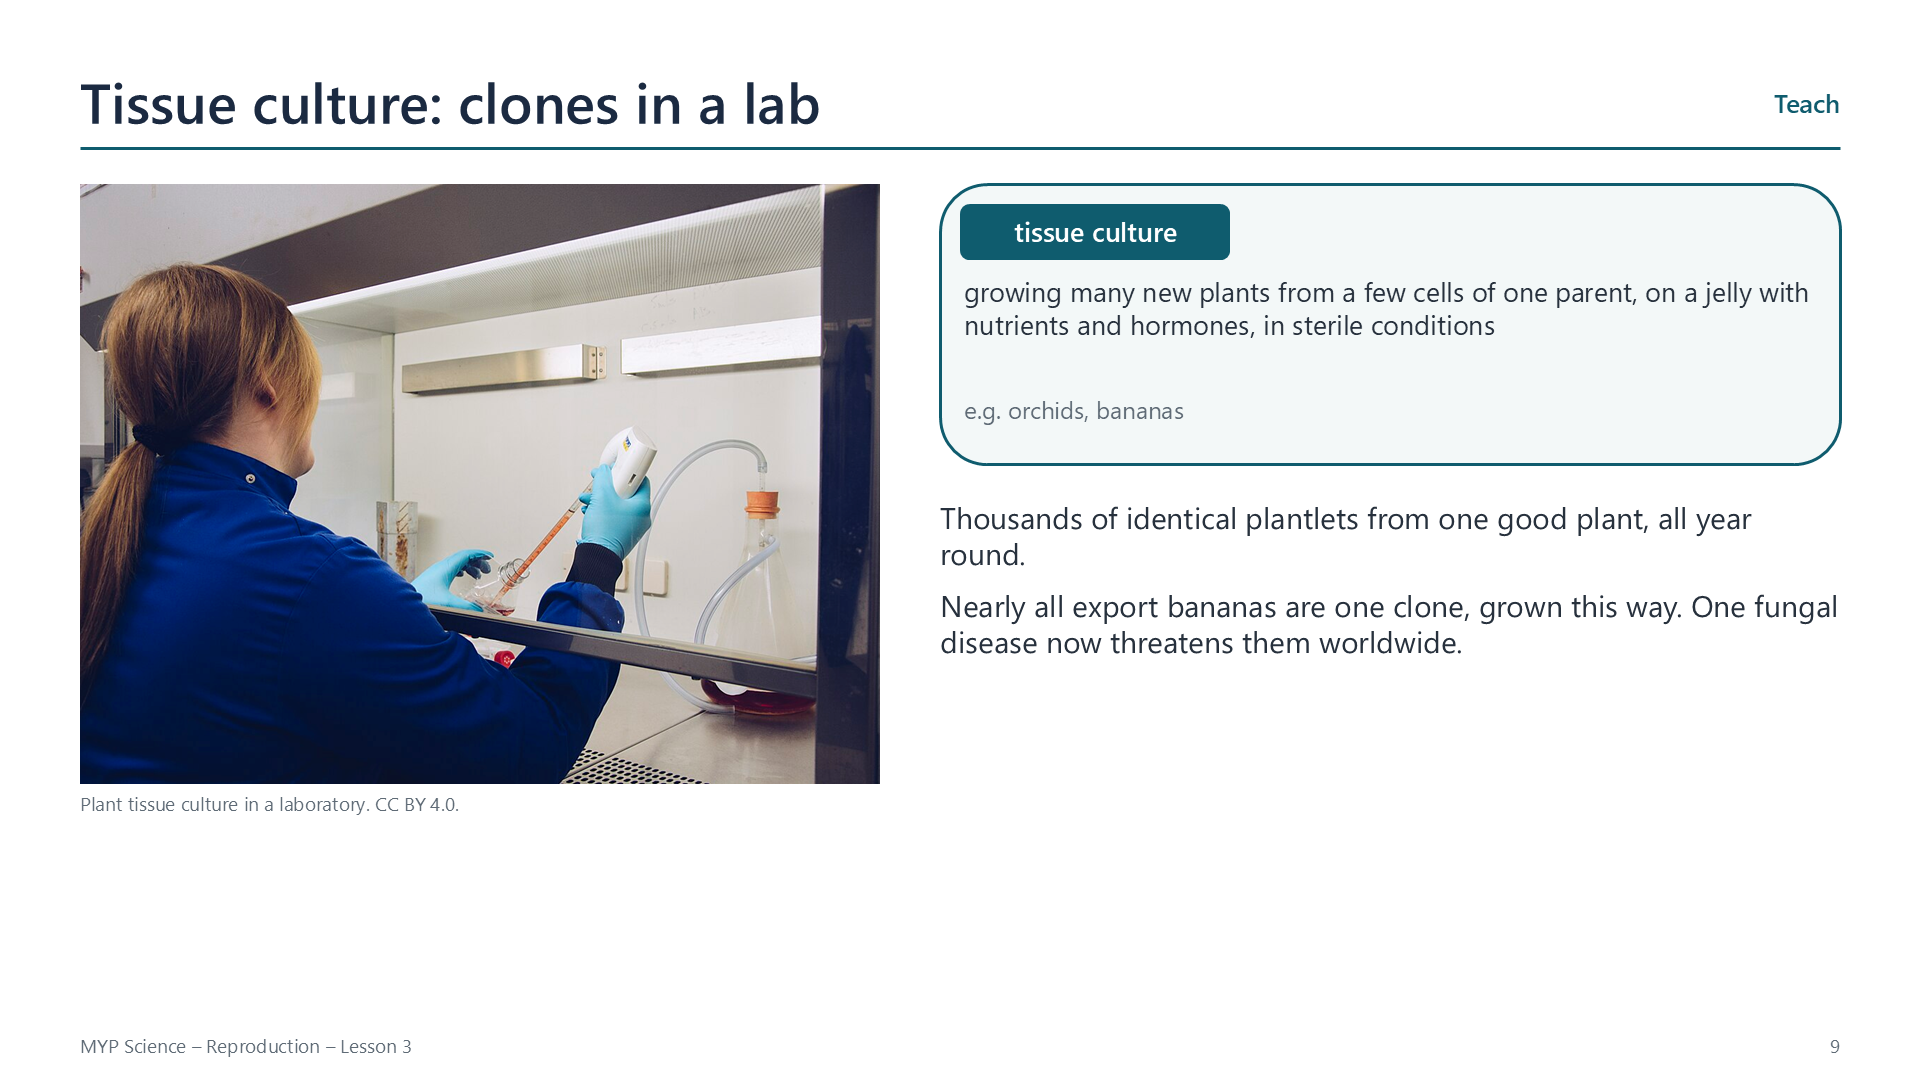 Tissue culture: clones in a lab
Teach
tissue culture
growing many new plants from a few cells of one parent, on a jelly with
nutrients and hormones, in sterile conditions
e.g. orchids, bananas
Thousands of identical plantlets from one good plant, all year
round.
Nearly all export bananas are one clone, grown this way. One fungal
disease now threatens them worldwide.
Plant tissue culture in a laboratory. CC BY 4.0.
MYP Science – Reproduction – Lesson 3
9